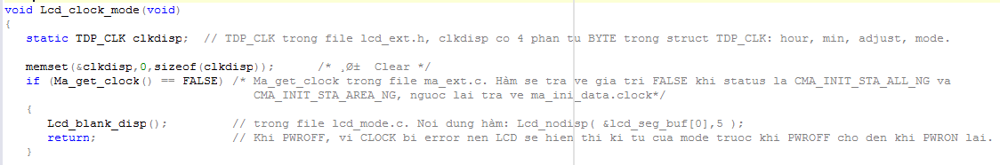 void Lcd_clock_mode(void)
{
static TDP_CLK clkdisp; // TDP_CLK trong file lcd_ext.h, clkdisp co 4 phan tu BYTE trong struct TDP_CLK: hour, min, adjust, mode.
memset(&clkdisp,0,sizeof(clkdisp)); /* ¸Ø± Clear */
if (Ma_get_clock() == FALSE) /* Ma_get_clock trong file ma_ext.c. Hàm se tra ve gia tri FALSE khi status la CMA_INIT_STA_ALL_NG va
CMA_INIT_STA_AREA_NG, nguoc lai tra ve ma_ini_data.clock*/
{
Lcd_blank_disp(); // trong file lcd_mode.c. Noi dung hàm: Lcd_nodisp( &lcd_seg_buf[0],5 );
return; // Khi PWROFF, vi CLOCK bi error nen LCD se hien thi ki tu cua mode truoc khi PWROFF cho den khi PWRON lai.
}